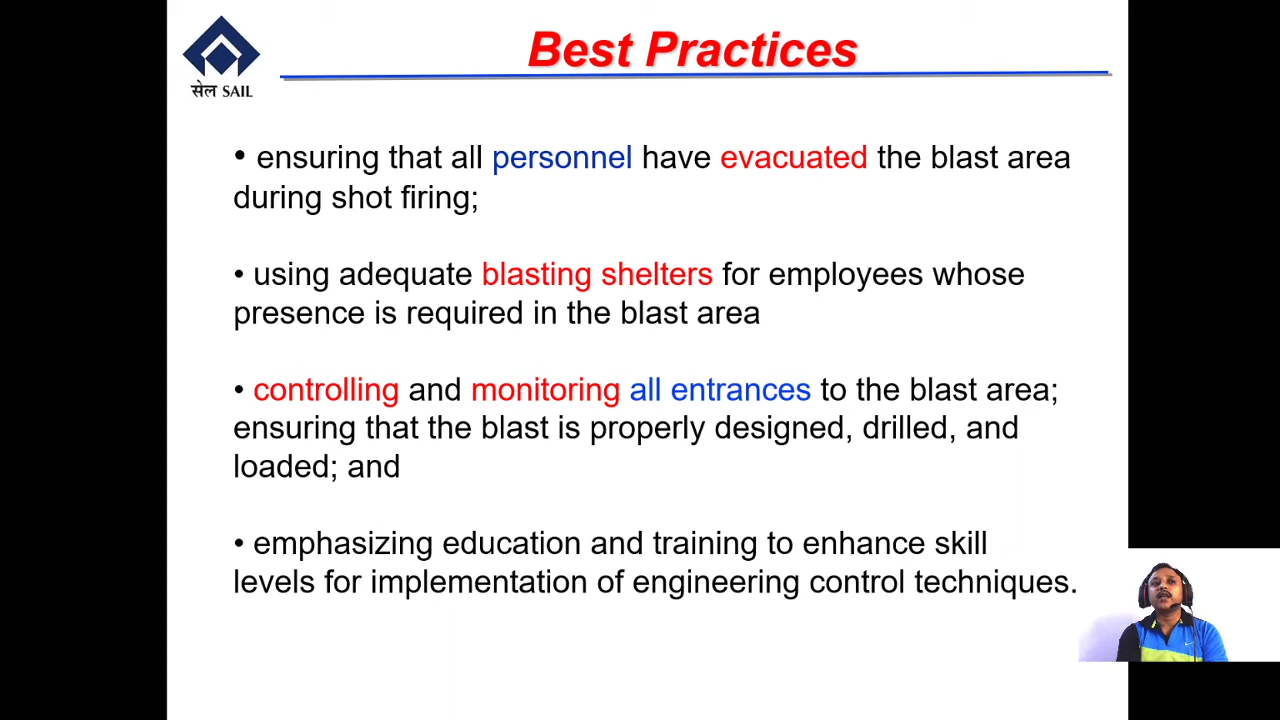 Best Practices
सेल SAIL
• ensuring that all personnel have evacuated the blast area
during shot firing;
• using adequate blasting shelters for employees whose
presence is required in the blast area
• controlling and monitoring all entrances to the blast area;
ensuring that the blast is properly designed, drilled, and
loaded; and
• emphasizing education and training to enhance skill
levels for implementation of engineering control techniques.